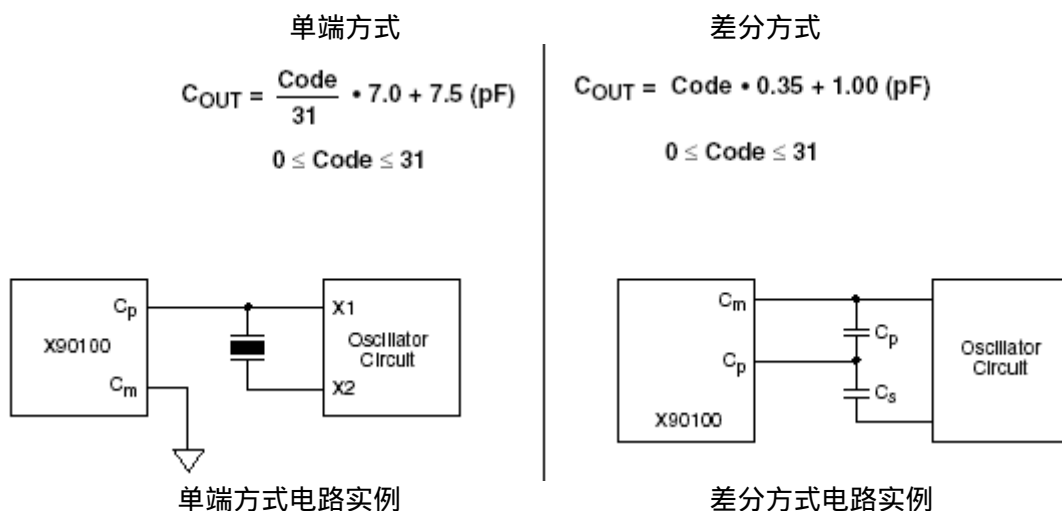 单端方式
C_OUT = Code/31 • 7.0 + 7.5 (pF)
0 ≤ Code ≤ 31
X90100
Cp
Cm
X1
X2
Oscillator
Circuit
单端方式电路实例
差分方式
C_OUT = Code • 0.35 + 1.00 (pF)
0 ≤ Code ≤ 31
Cm
Cp
X90100
Cp
Cs
Oscillator
Circuit
差分方式电路实例